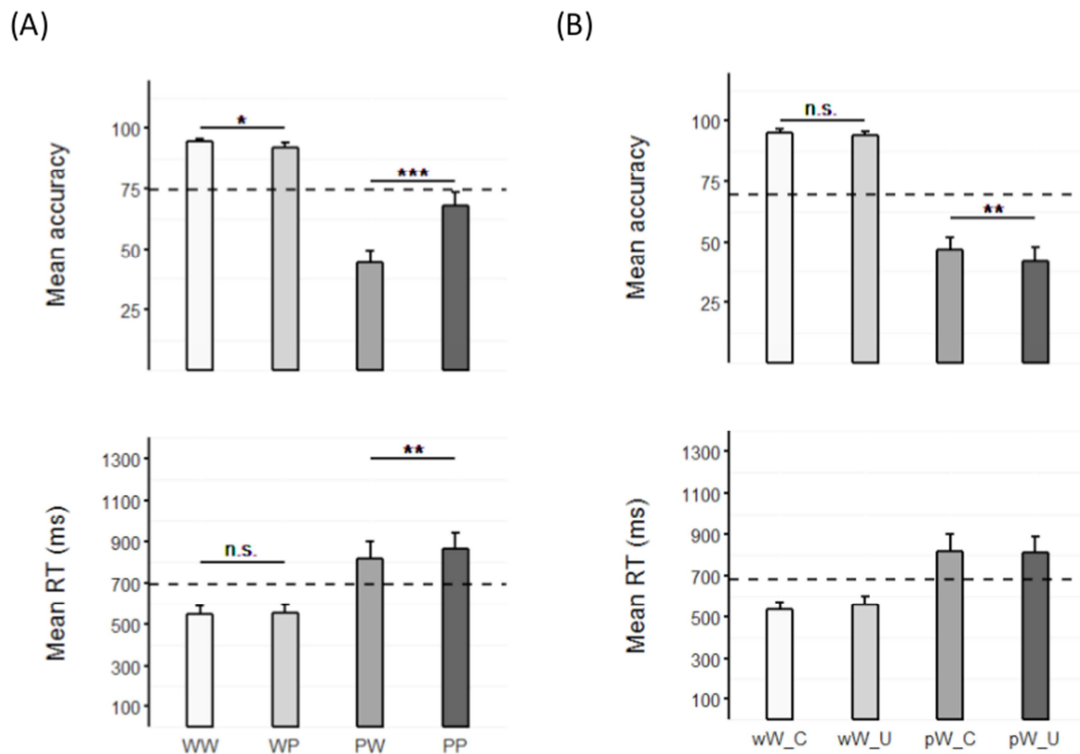 (A)
Mean accuracy
100
75
50
25
*
***
Mean RT (ms)
1300
1100
900
700
500
300
100
n.s.
**
WW WP PW PP
(B)
Mean accuracy
100
75
50
25
n.s.
**
Mean RT (ms)
1300
1100
900
700
500
300
100
wW_C wW_U pW_C pW_U